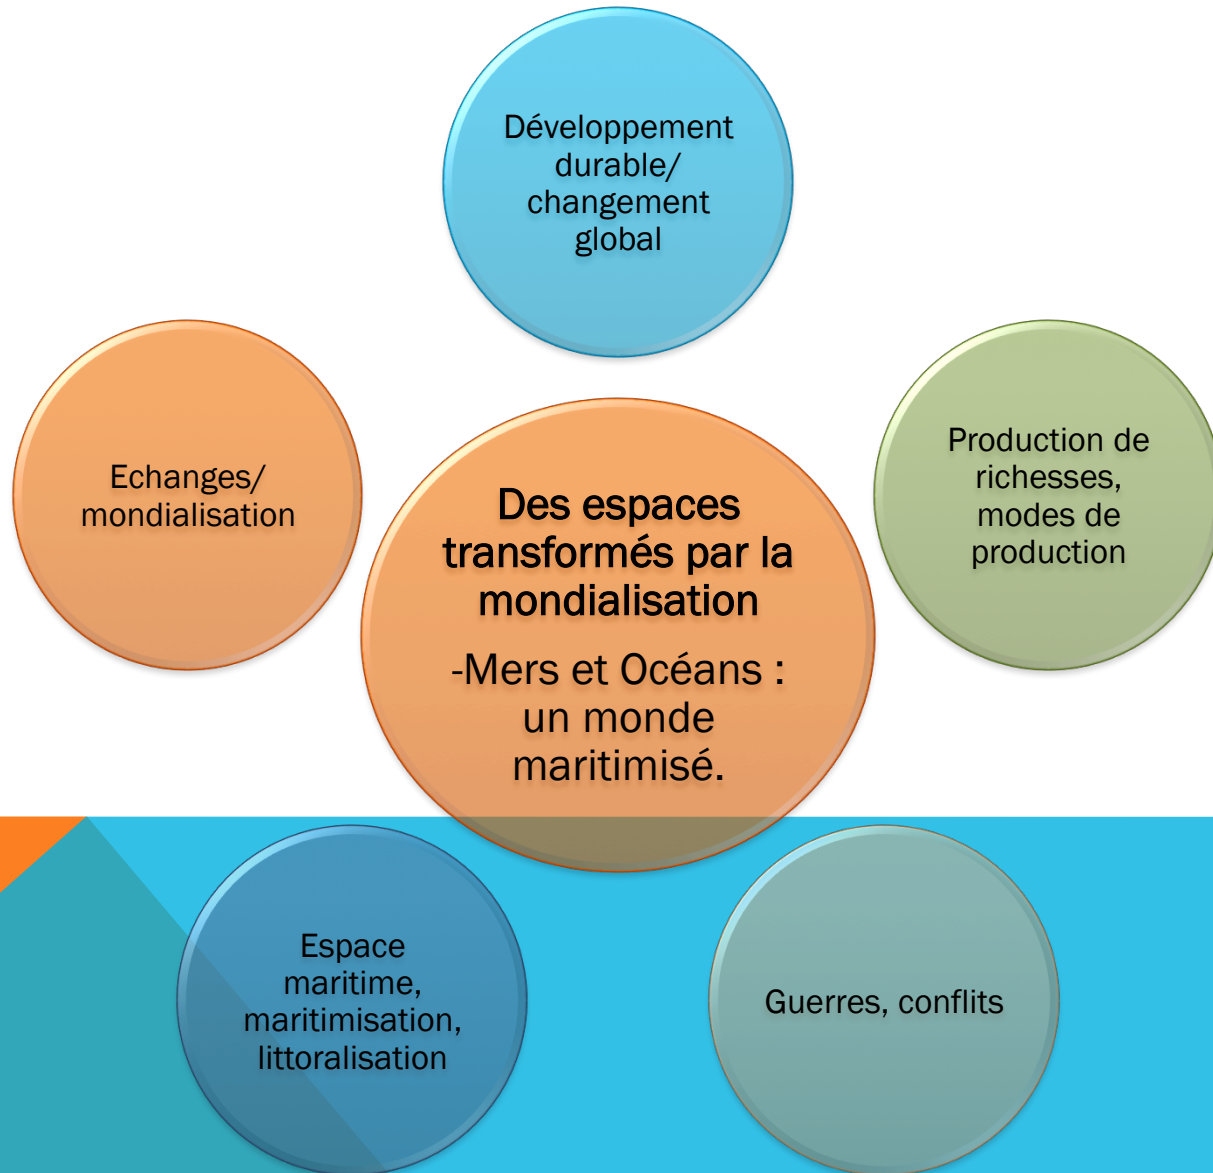 Développement
durable/
changement
global
Echanges/
mondialisation
Production de
richesses,
modes de
production
Des espaces
transformés par la
mondialisation
-Mers et Océans :
un monde
maritimisé.
Espace
maritime,
maritimisation,
littoralisation
Guerres, conflits